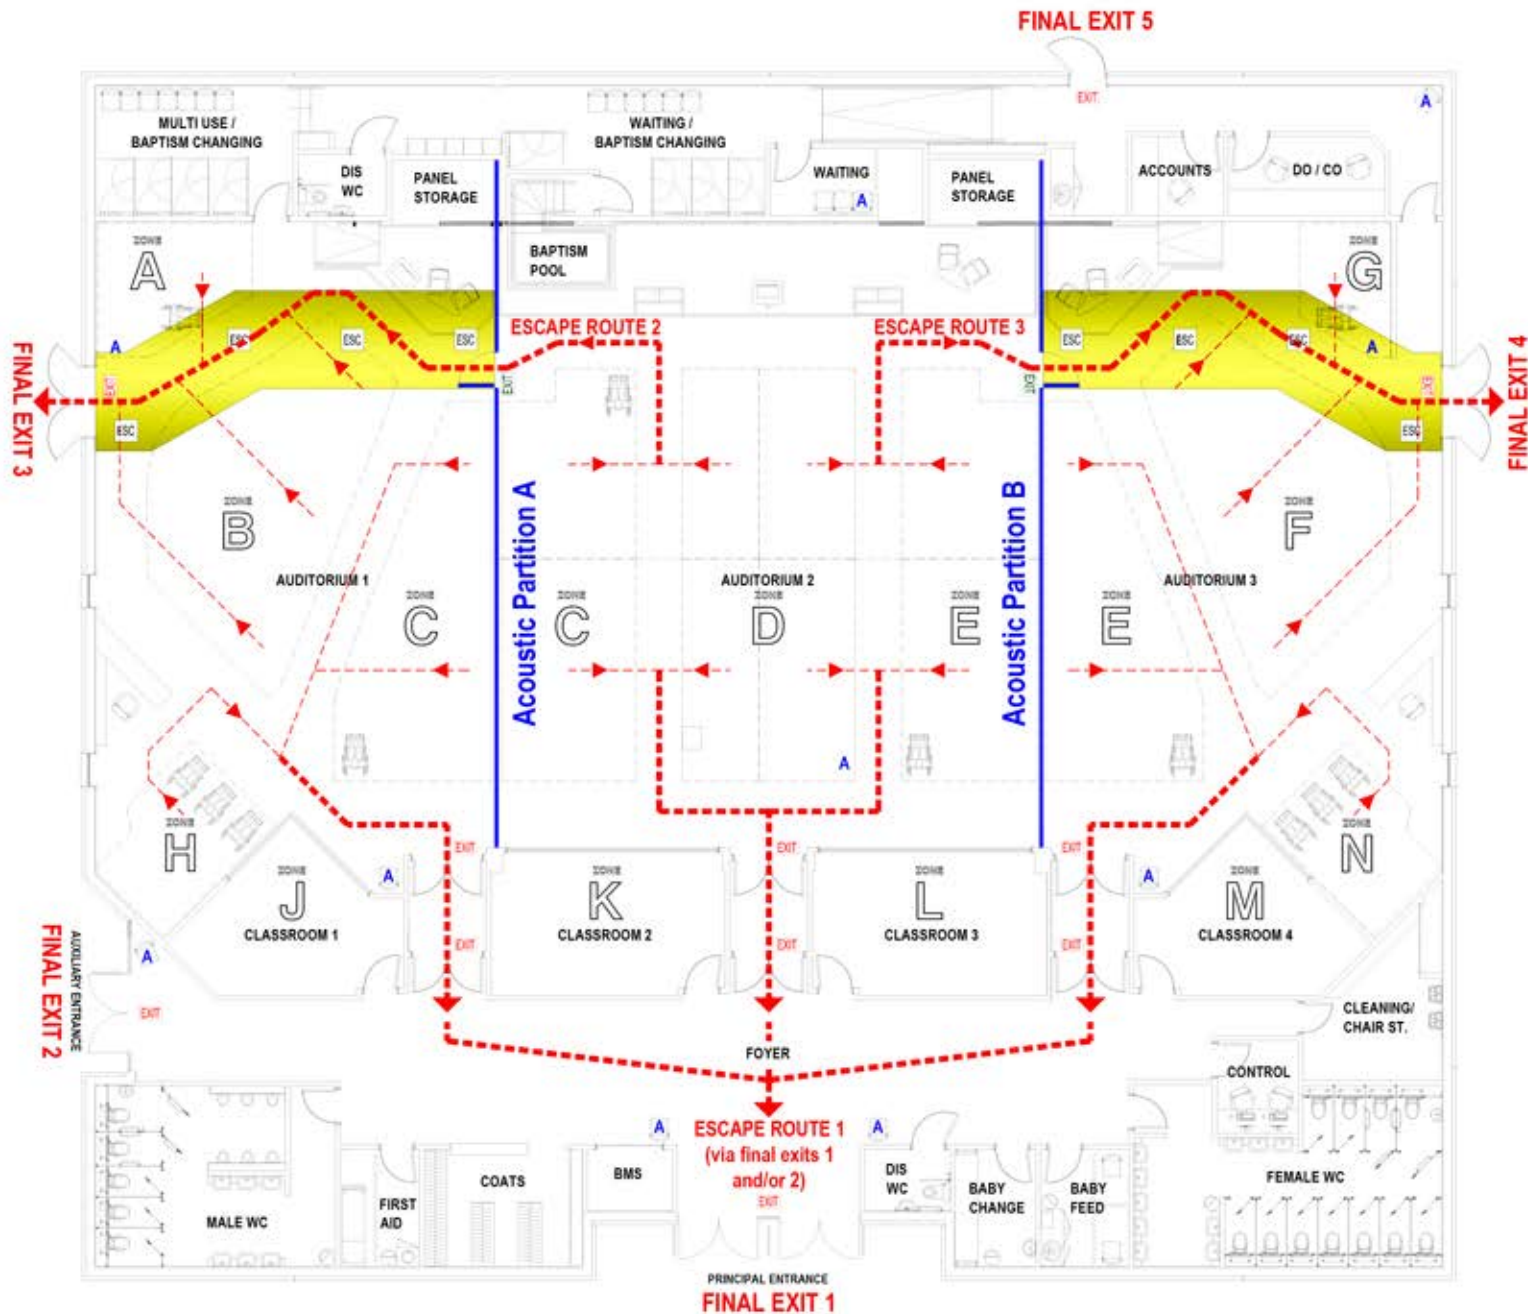 FINAL EXIT 5
EXIT
A
MULTI USE /
BAPTISM CHANGING
WAITING /
BAPTISM CHANGING
DIS
WC
PANEL
STORAGE
WAITING
A
PANEL
STORAGE
ACCOUNTS
DO / CO
ZONE
A
BAPTISM
POOL
ZONE
G
ESCAPE ROUTE 2
ESCAPE ROUTE 3
A
ESC
ESC
ESC
ESC
ESC
ESC
A
FINAL EXIT 3
EXIT
EXIT
EXIT
EXIT
FINAL EXIT 4
ESC
ESC
Acoustic Partition A
Acoustic Partition B
ZONE
B
ZONE
F
AUDITORIUM 1
AUDITORIUM 2
AUDITORIUM 3
ZONE
C
ZONE
C
ZONE
D
ZONE
E
ZONE
E
A
ZONE
H
ZONE
N
EXIT
EXIT
EXIT
A
A
ZONE
J
CLASSROOM 1
ZONE
K
CLASSROOM 2
ZONE
L
CLASSROOM 3
ZONE
M
CLASSROOM 4
EXIT
EXIT
EXIT
A
AUXILIARY ENTRANCE
FINAL EXIT 2
EXIT
CLEANING/
CHAIR ST.
FOYER
CONTROL
A
ESCAPE ROUTE 1
(via final exits 1
and/or 2)
EXIT
A
MALE WC
FIRST
AID
COATS
BMS
DIS
WC
BABY
CHANGE
BABY
FEED
FEMALE WC
PRINCIPAL ENTRANCE
FINAL EXIT 1